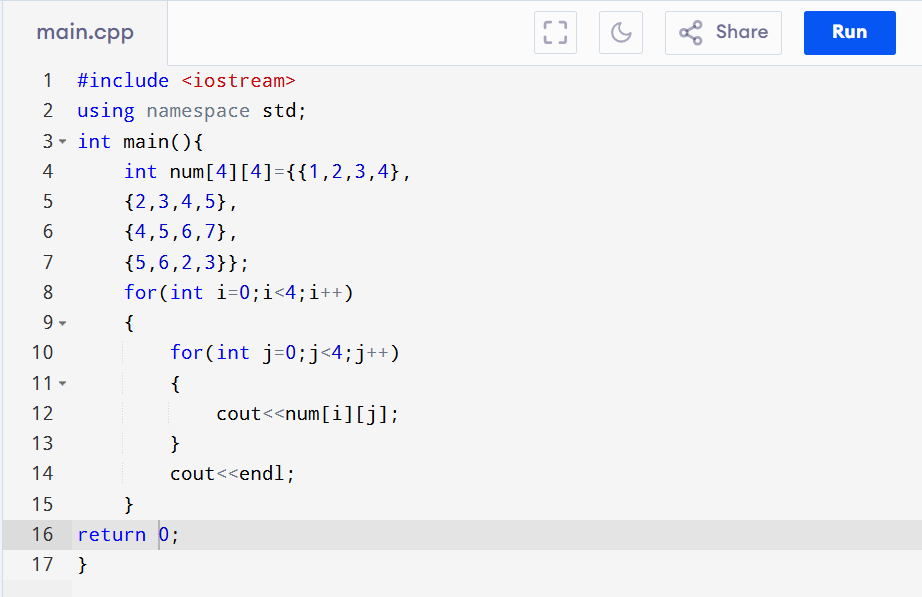 main.cpp
Share
Run
1 #include <iostream>
2 using namespace std;
3 int main(){
4     int num[4][4]={{1,2,3,4},
5     {2,3,4,5},
6     {4,5,6,7},
7     {5,6,2,3}};
8     for(int i=0;i<4;i++)
9     {
10         for(int j=0;j<4;j++)
11         {
12             cout<<num[i][j];
13         }
14         cout<<endl;
15     }
16 return 0;
17 }